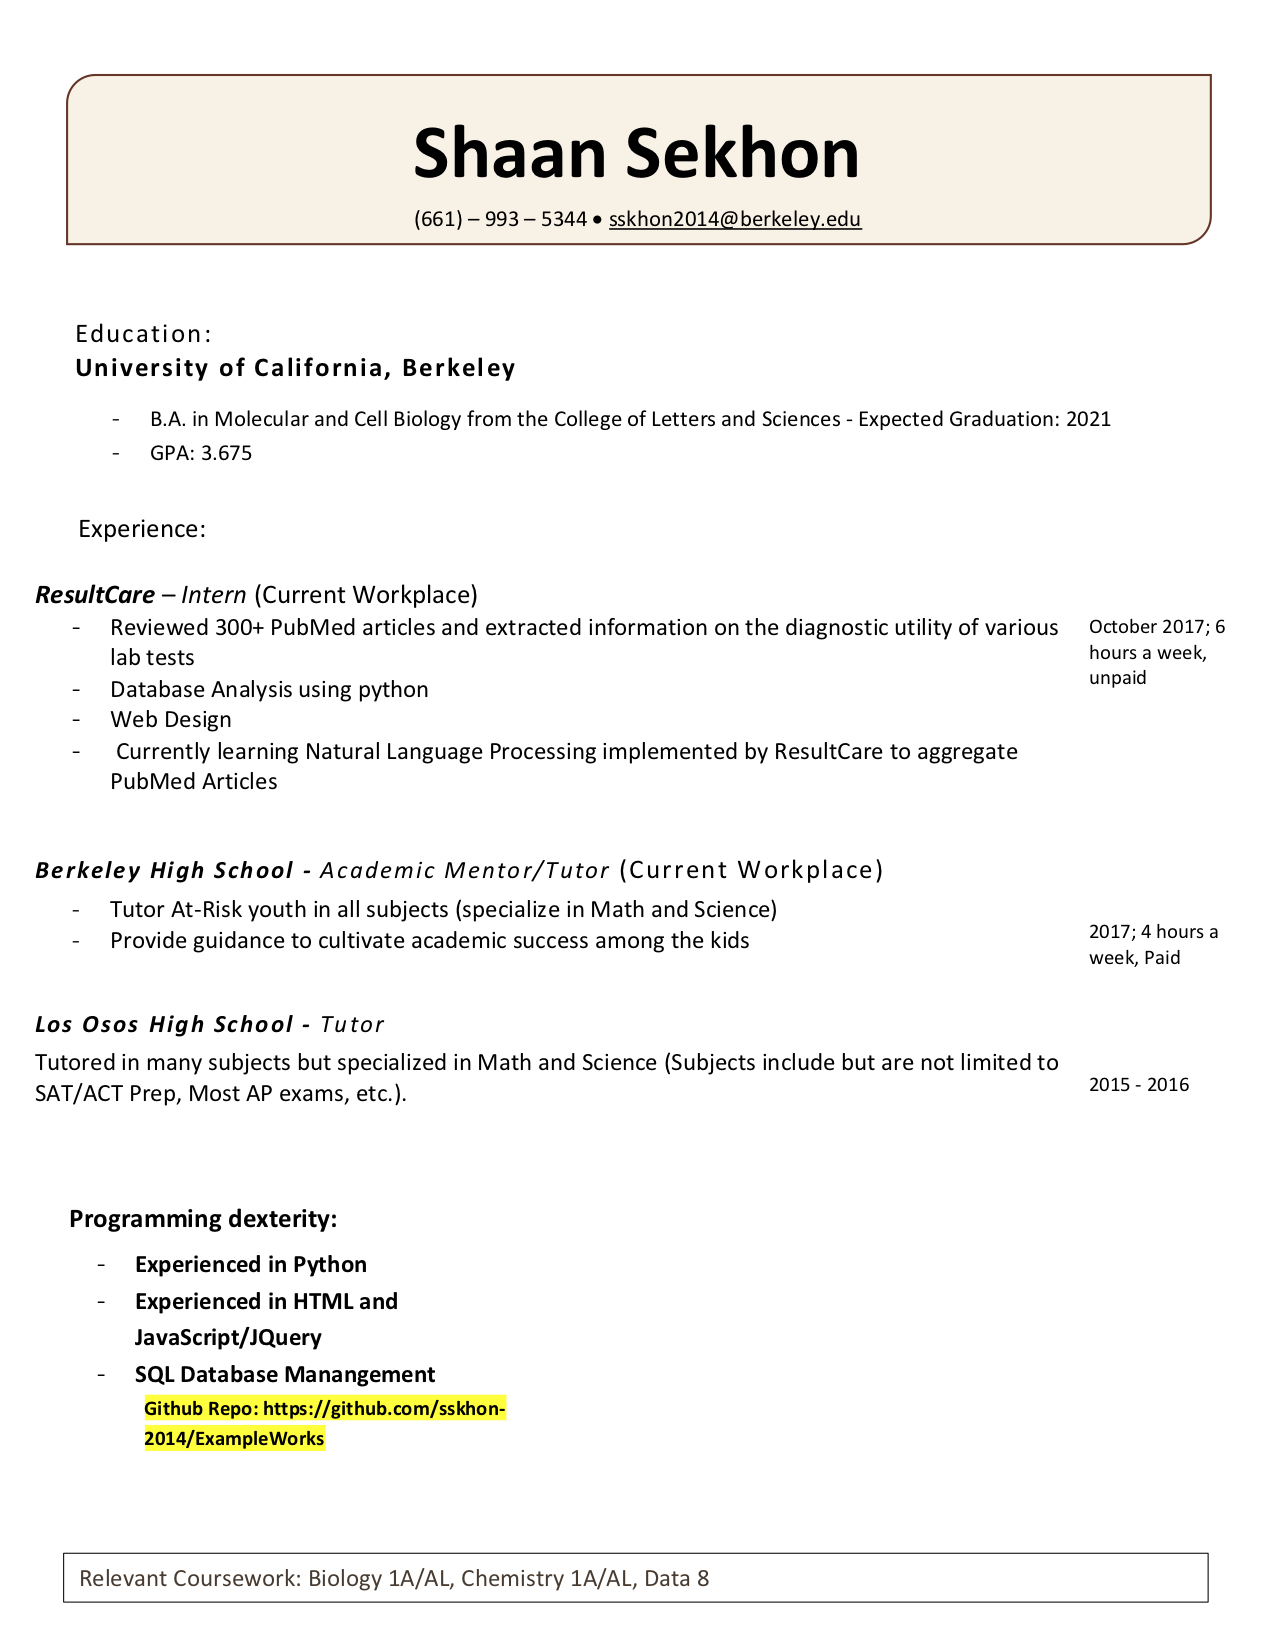 Shaan Sekhon
(661) – 993 – 5344 • sskhon2014@berkeley.edu
Education:
University of California, Berkeley
- B.A. in Molecular and Cell Biology from the College of Letters and Sciences - Expected Graduation: 2021
- GPA: 3.675
Experience:
ResultCare – Intern (Current Workplace)
- Reviewed 300+ PubMed articles and extracted information on the diagnostic utility of various
lab tests
- Database Analysis using python
- Web Design
- Currently learning Natural Language Processing implemented by ResultCare to aggregate
PubMed Articles
October 2017; 6
hours a week,
unpaid
Berkeley High School - Academic Mentor/Tutor (Current Workplace)
- Tutor At-Risk youth in all subjects (specialize in Math and Science)
- Provide guidance to cultivate academic success among the kids
2017; 4 hours a
week, Paid
Los Osos High School - Tutor
Tutored in many subjects but specialized in Math and Science (Subjects include but are not limited to
SAT/ACT Prep, Most AP exams, etc.).
2015 - 2016
Programming dexterity:
- Experienced in Python
- Experienced in HTML and
JavaScript/JQuery
- SQL Database Manangement
Github Repo: https://github.com/sskhon-
2014/ExampleWorks
Relevant Coursework: Biology 1A/AL, Chemistry 1A/AL, Data 8